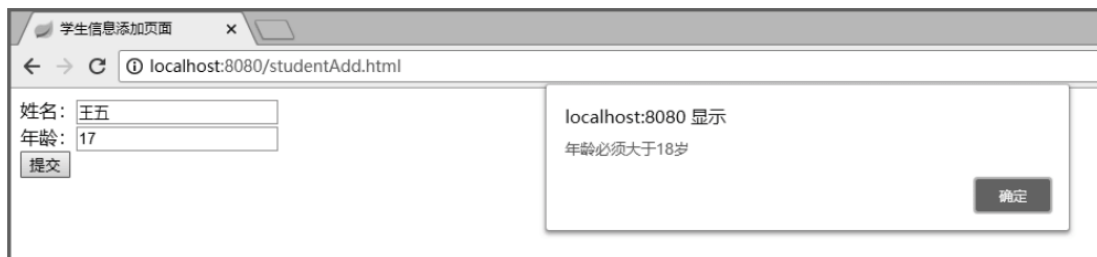 学生信息添加页面
localhost:8080/studentAdd.html
姓名：王五
年龄：17
提交
localhost:8080 显示
年龄必须大于18岁
确定